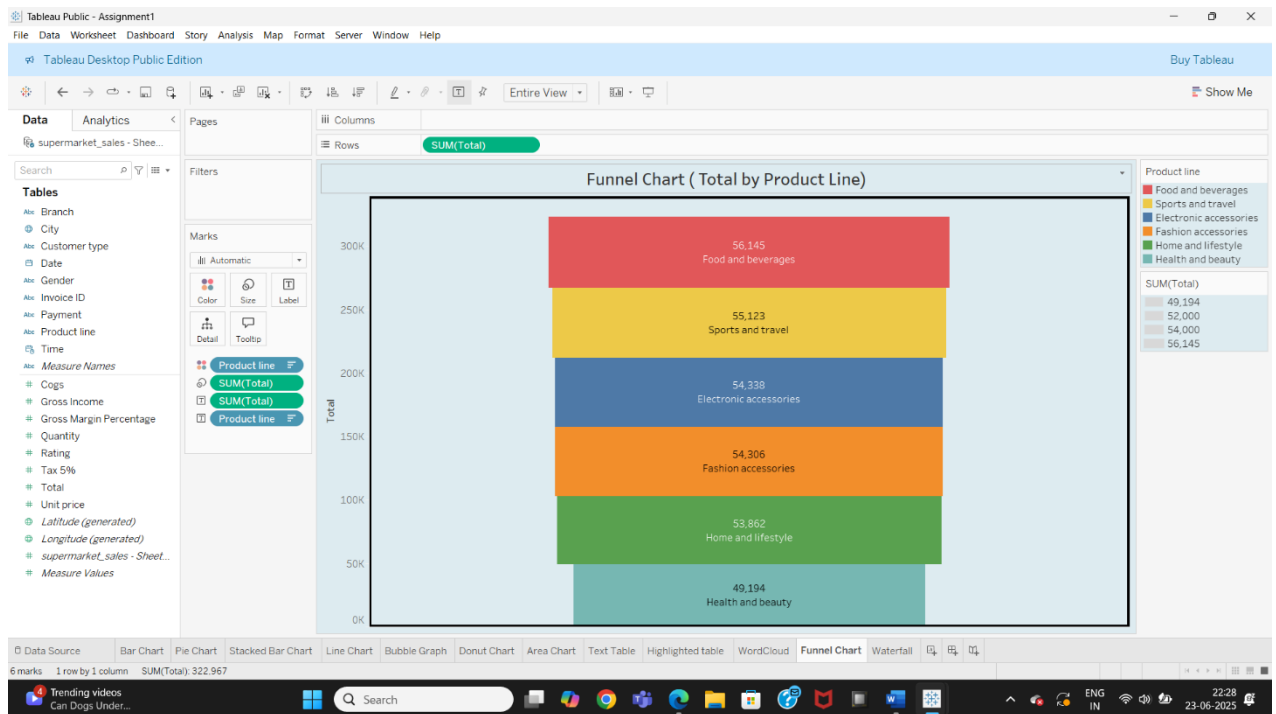 Tableau Public - Assignment1
File Data Worksheet Dashboard Story Analysis Map Format Server Window Help
Tableau Desktop Public Edition
Buy Tableau
Entire View
Show Me
Data Analytics
Pages
Columns
supermarket_sales - Shee...
Rows
SUM(Total)
Search
Filters
Tables
Abc Branch
City
Abc Customer type
Date
Abc Gender
Abc Invoice ID
Abc Payment
Abc Product line
Time
Abc Measure Names
# Cogs
# Gross Income
# Gross Margin Percentage
# Quantity
# Rating
# Tax 5%
# Total
# Unit price
Latitude (generated)
Longitude (generated)
# supermarket_sales - Sheet...
# Measure Values
Marks
Automatic
Color Size Label
Detail Tooltip
Product line
SUM(Total)
SUM(Total)
Product line
Funnel Chart ( Total by Product Line)
Total
300K
250K
200K
150K
100K
50K
0K
56,145
Food and beverages
55,123
Sports and travel
54,338
Electronic accessories
54,306
Fashion accessories
53,862
Home and lifestyle
49,194
Health and beauty
Product line
Food and beverages
Sports and travel
Electronic accessories
Fashion accessories
Home and lifestyle
Health and beauty
SUM(Total)
49,194
52,000
54,000
56,145
Data Source Bar Chart Pie Chart Stacked Bar Chart Line Chart Bubble Graph Donut Chart Area Chart Text Table Highlighted table WordCloud Funnel Chart Waterfall
6 marks 1 row by 1 column SUM(Total): 322,967
4
Trending videos
Can Dogs Under...
Search
ENG
IN
22:28
23-06-2025